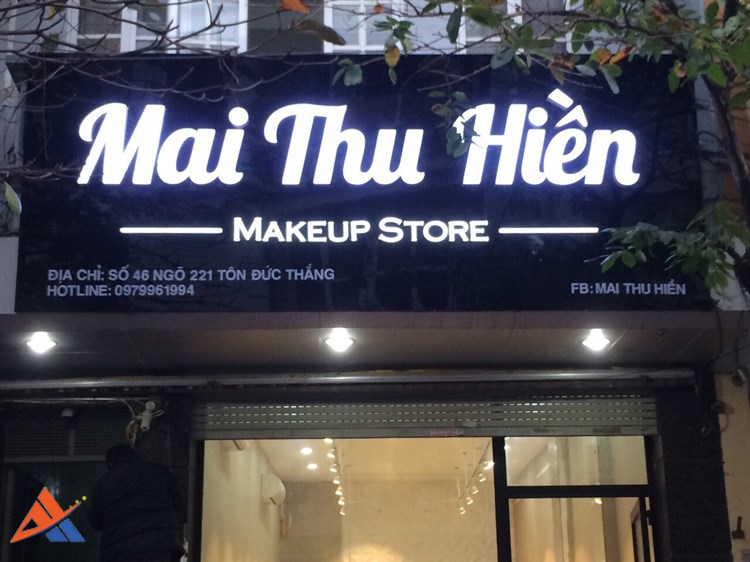 Mai Thu Hiền
MAKEUP STORE
ĐỊA CHỈ: SỐ 46 NGÕ 221 TÔN ĐỨC THẮNG
HOTLINE: 0979961994
FB: MAI THU HIỀN